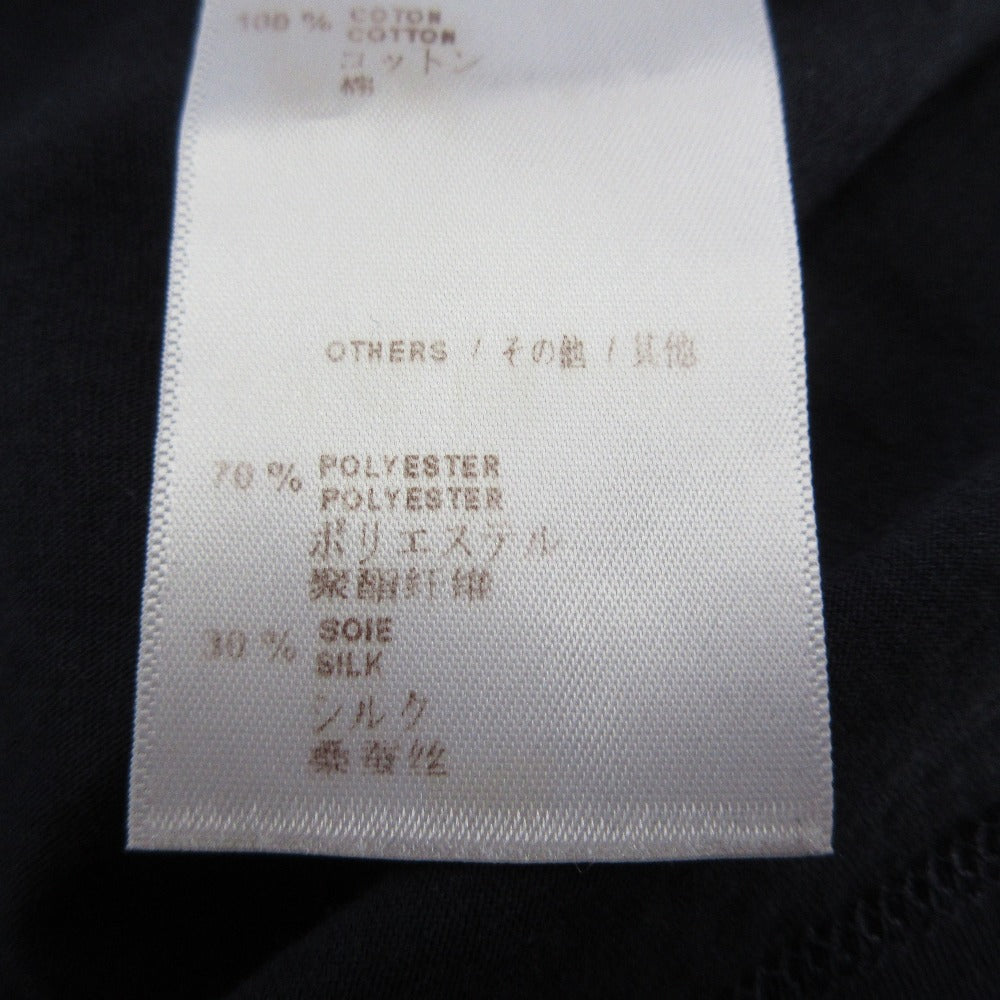 100 % COTON
COTTON
コットン
棉
OTHERS / その他 / 其他
70 % POLYESTER
POLYESTER
ポリエステル
聚酯纤维
30 % SOIE
SILK
シルク
桑蚕丝